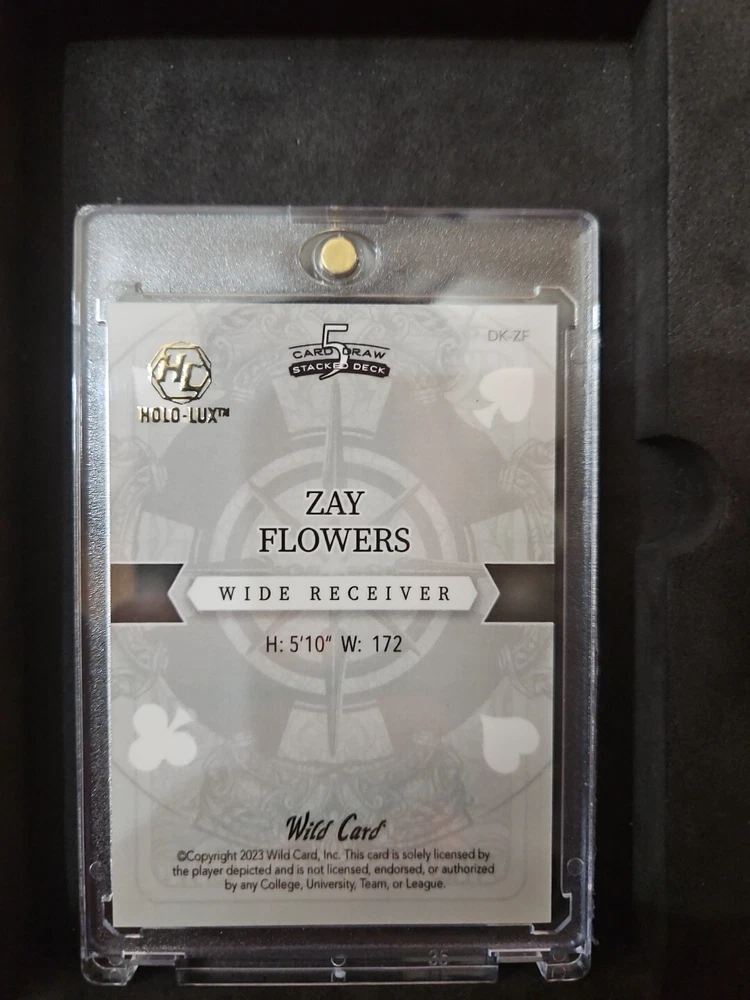 5
CARD DRAW
STACKED DECK
DK-ZF
HC
HOLO-LUX™
ZAY
FLOWERS
WIDE RECEIVER
H: 5'10" W: 172
Wild Card
©Copyright 2023 Wild Card, Inc. This card is solely licensed by
the player depicted and is not licensed, endorsed, or authorized
by any College, University, Team, or League.